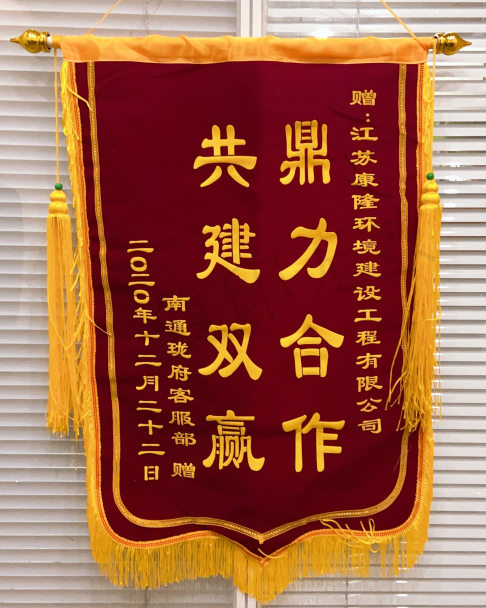 赠：江苏康隆环境建设工程有限公司
鼎力合作
共建双赢
南通珑府客服部 赠
二〇二〇年十二月二十二日